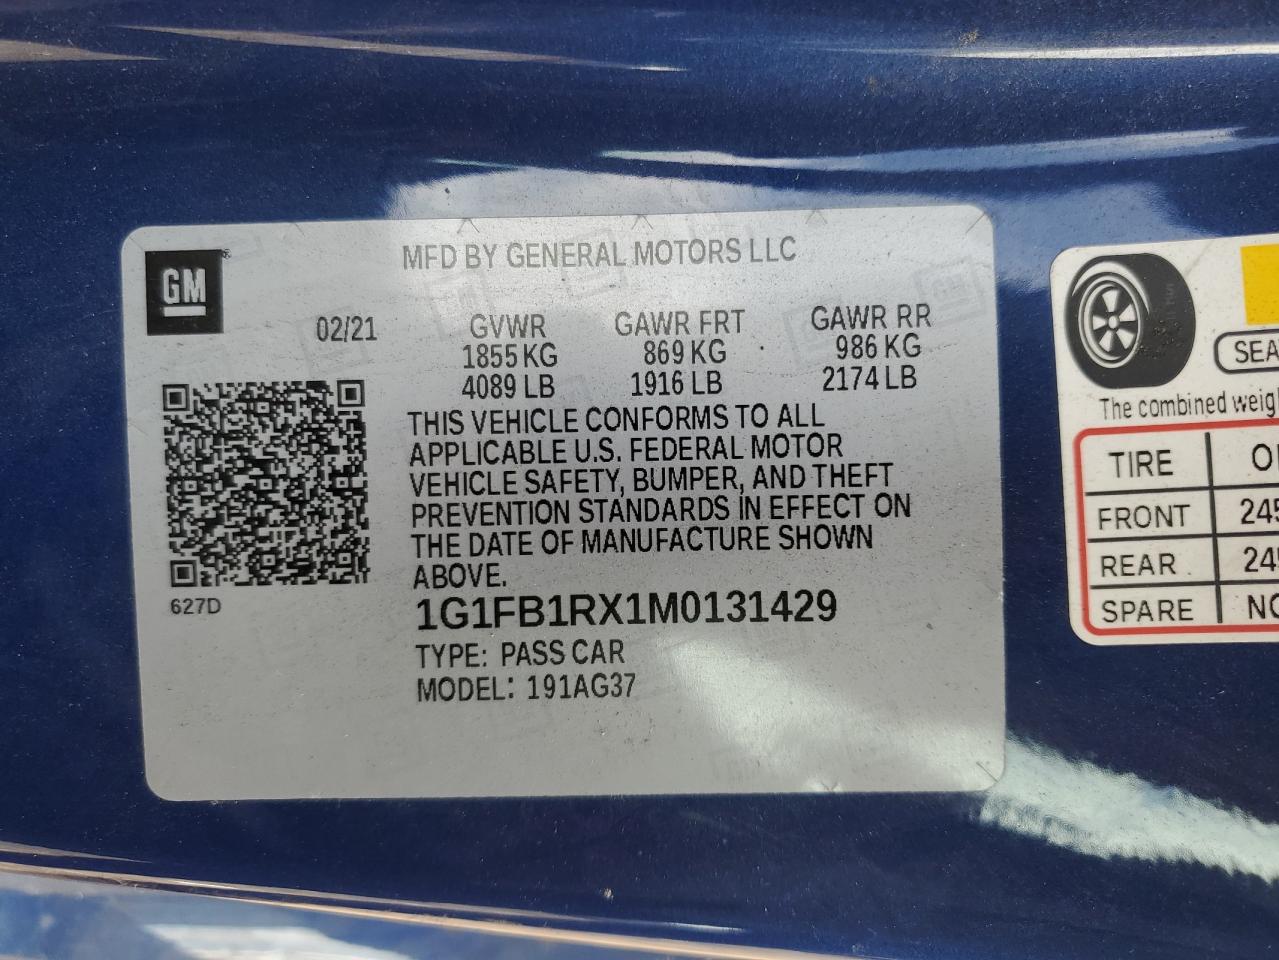 GM
MFD BY GENERAL MOTORS LLC
02/21 GVWR GAWR FRT GAWR RR
1855 KG 869 KG 986 KG
4089 LB 1916 LB 2174 LB
THIS VEHICLE CONFORMS TO ALL
APPLICABLE U.S. FEDERAL MOTOR
VEHICLE SAFETY, BUMPER, AND THEFT
PREVENTION STANDARDS IN EFFECT ON
THE DATE OF MANUFACTURE SHOWN
ABOVE.
627D
1G1FB1RX1M0131429
TYPE: PASS CAR
MODEL: 191AG37
The combined
TIRE
FRONT
REAR
SPARE